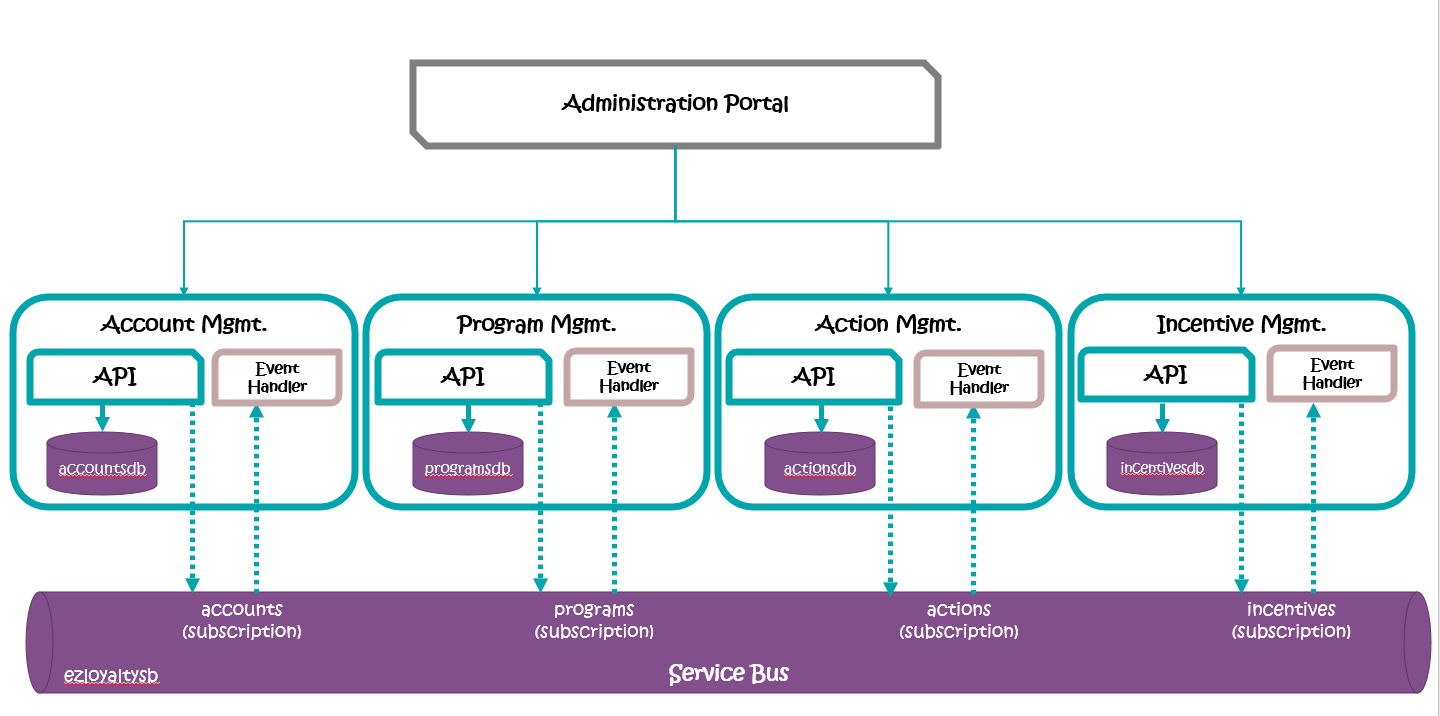 Administration Portal
Account Mgmt.
API
Event
Handler
accountsdb
Program Mgmt.
API
Event
Handler
programsdb
Action Mgmt.
API
Event
Handler
actionsdb
Incentive Mgmt.
API
Event
Handler
incentivesdb
accounts
(subscription)
programs
(subscription)
actions
(subscription)
incentives
(subscription)
ezloyaltysb
Service Bus